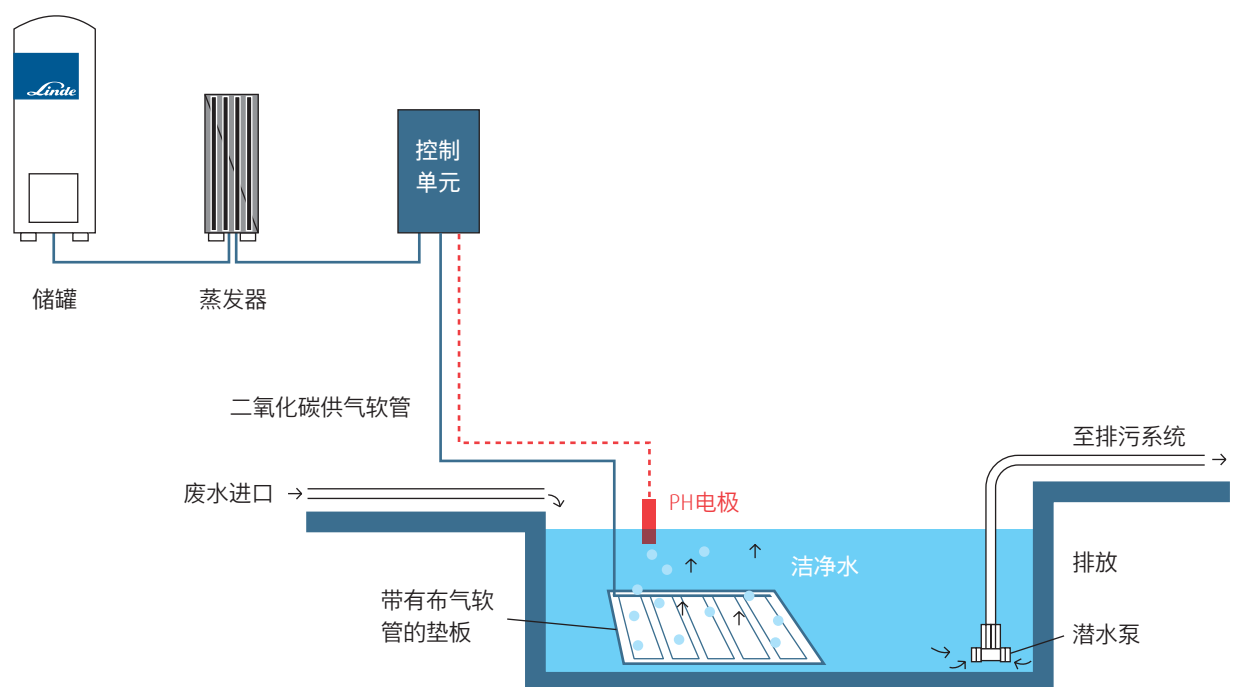 Linde
控制
单元
储罐
蒸发器
二氧化碳供气软管
至排污系统
废水进口
PH电极
洁净水
排放
带有布气软
管的垫板
潜水泵